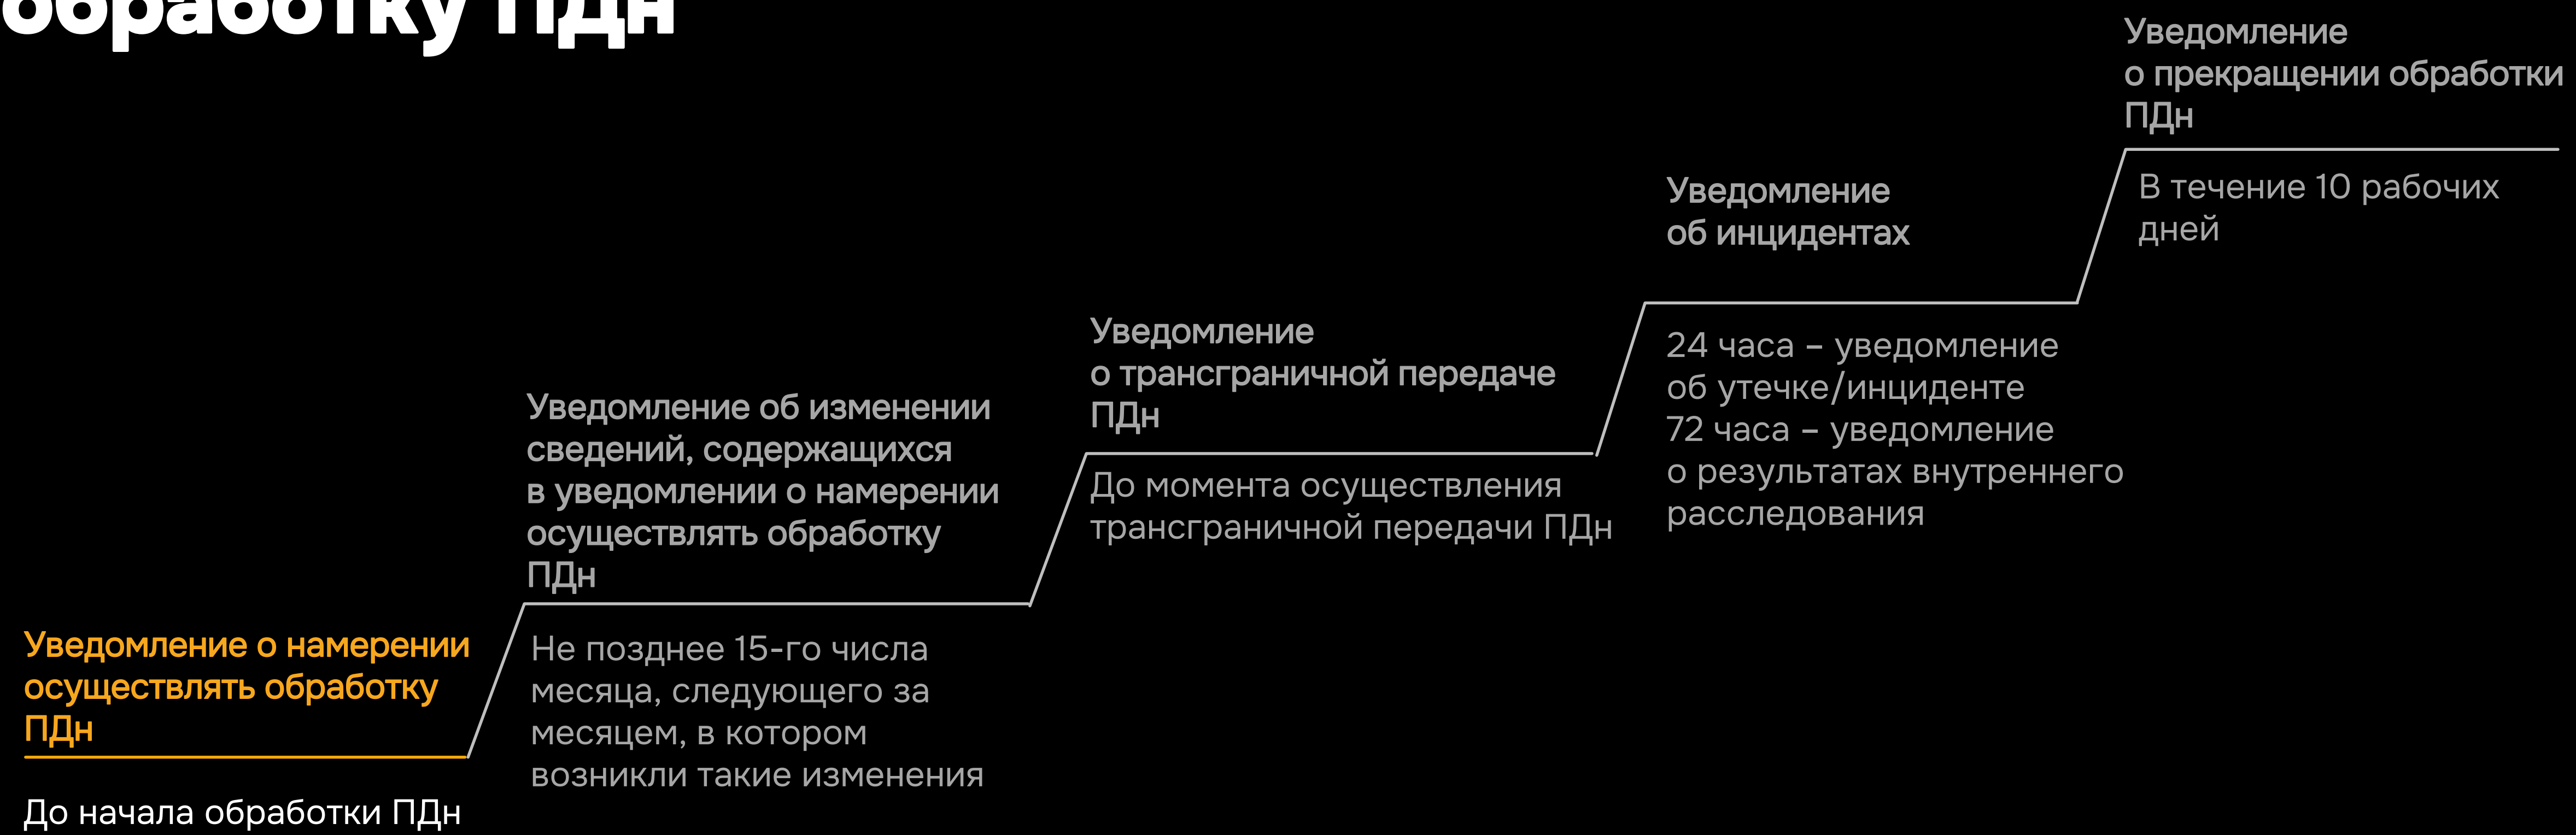 обработку ПДн
Уведомление о намерении
осуществлять обработку
ПДн
До начала обработки ПДн
Уведомление об изменении
сведений, содержащихся
в уведомлении о намерении
осуществлять обработку
ПДн
Не позднее 15-го числа
месяца, следующего за
месяцем, в котором
возникли такие изменения
Уведомление
о трансграничной передаче
ПДн
До момента осуществления
трансграничной передачи ПДн
Уведомление
об инцидентах
24 часа – уведомление
об утечке/инциденте
72 часа – уведомление
о результатах внутреннего
расследования
Уведомление
о прекращении обработки
ПДн
В течение 10 рабочих
дней